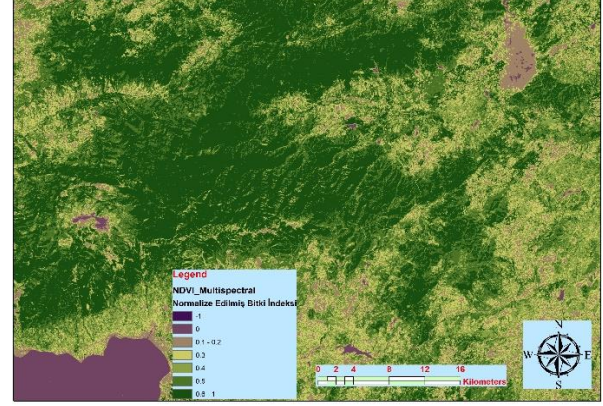 Legend
NDVI_Multispectral
Normalize Edilmiş Bitki İndeksi
-1
0
0.1 - 0.2
0.3
0.4
0.5
0.6 - 1
0 2 4 8 12 16
Kilometers
N
W E
S